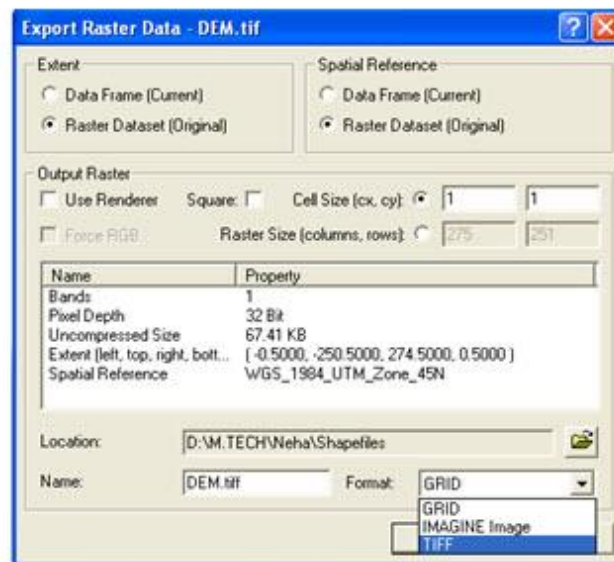 Export Raster Data - DEM.tif
Extent
Spatial Reference
Data Frame (Current)
Data Frame (Current)
Raster Dataset (Original)
Raster Dataset (Original)
Output Raster
Use Renderer Square: Cell Size (cx, cy): 1 1
Force RGB Raster Size (columns, rows): 275 251
Name Property
Bands 1
Pixel Depth 32 Bit
Uncompressed Size 67.41 KB
Extent (left, top, right, bott... ( -0.5000, -250.5000, 274.5000, 0.5000 )
Spatial Reference WGS_1984_UTM_Zone_45N
Location: D:\M.TECH\Neha\Shapefiles
Name: DEM.tiff Format: GRID
GRID
IMAGINE Image
TIFF